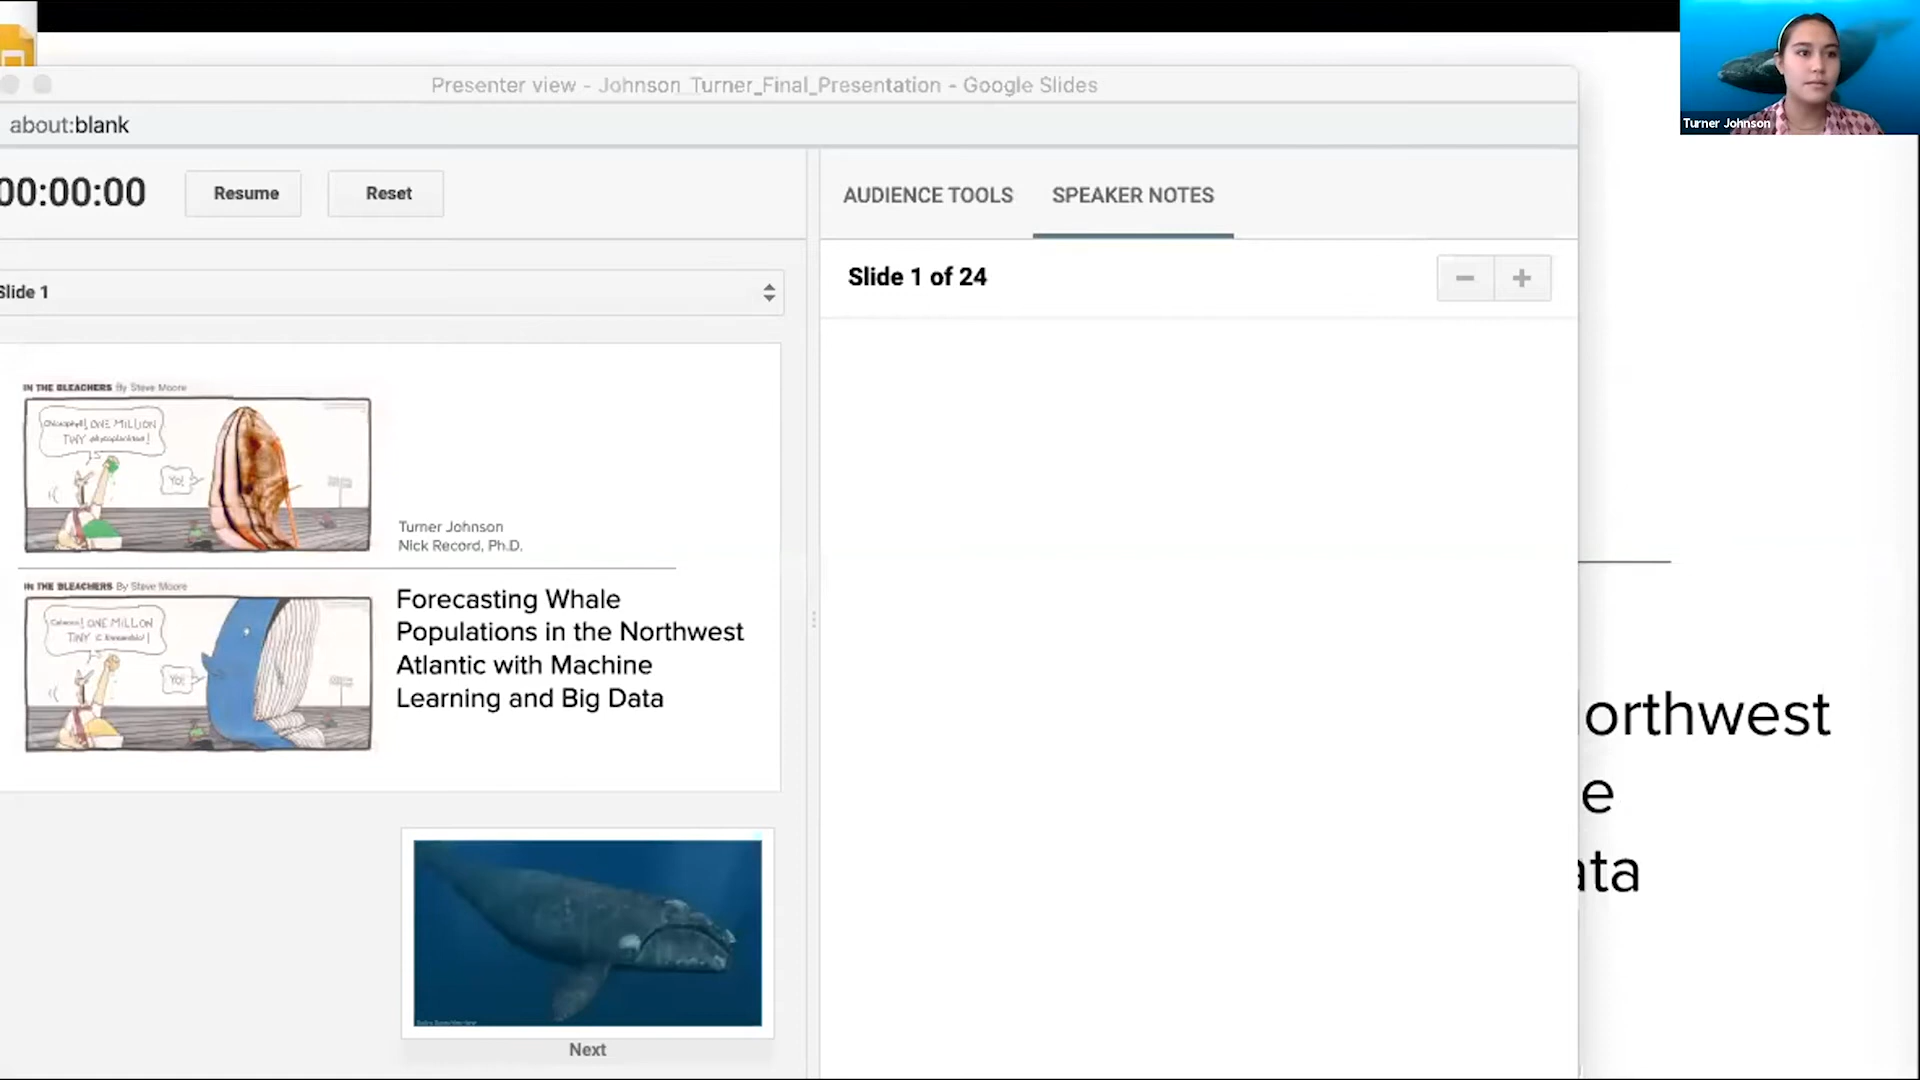 Presenter view - Johnson_Turner_Final_Presentation - Google Slides
Turner Johnson
about:blank
00:00:00
Resume
Reset
AUDIENCE TOOLS
SPEAKER NOTES
Slide 1 of 24
Slide 1
IN THE BLEACHERS By Steve Moore
ONE MILLION
TINY
YO!
Turner Johnson
Nick Record, Ph.D.
IN THE BLEACHERS By Steve Moore
ONE MILLION
TINY
YO!
Forecasting Whale
Populations in the Northwest
Atlantic with Machine
Learning and Big Data
orthwest
e
ata
Next